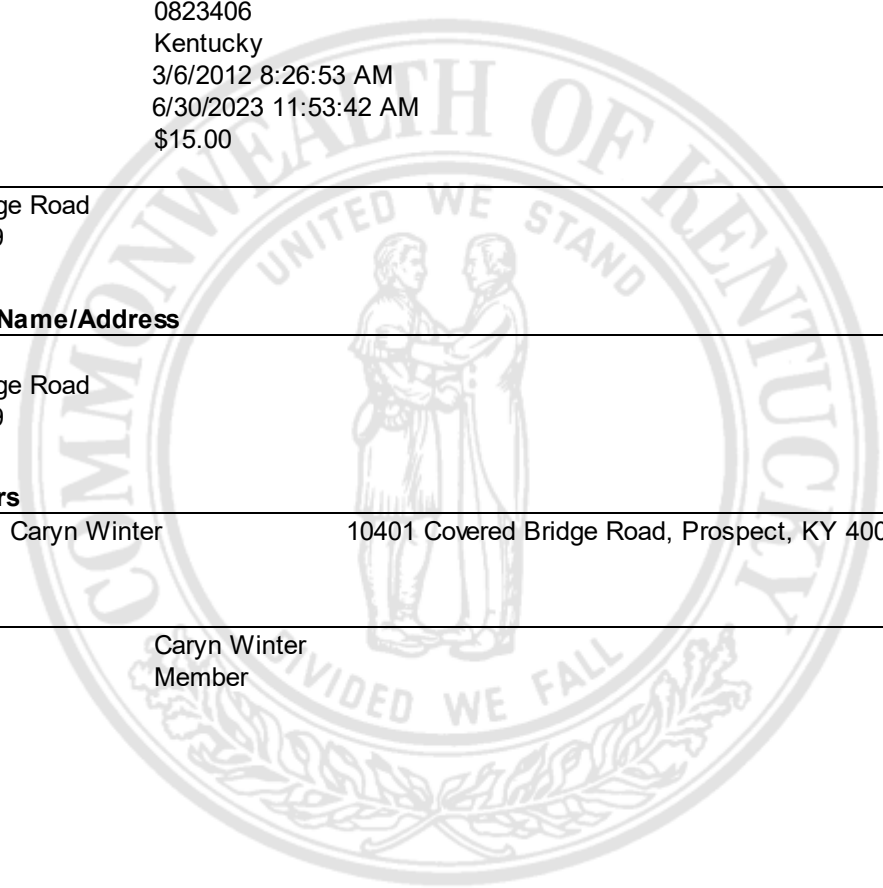 0823406
Kentucky
3/6/2012 8:26:53 AM
6/30/2023 11:53:42 AM
$15.00
ge Road
9
Name/Address
ge Road
9
rs
Caryn Winter 10401 Covered Bridge Road, Prospect, KY 400
Caryn Winter
Member
COMMONWEALTH OF KENTUCKY
UNITED WE STAND
DIVIDED WE FALL